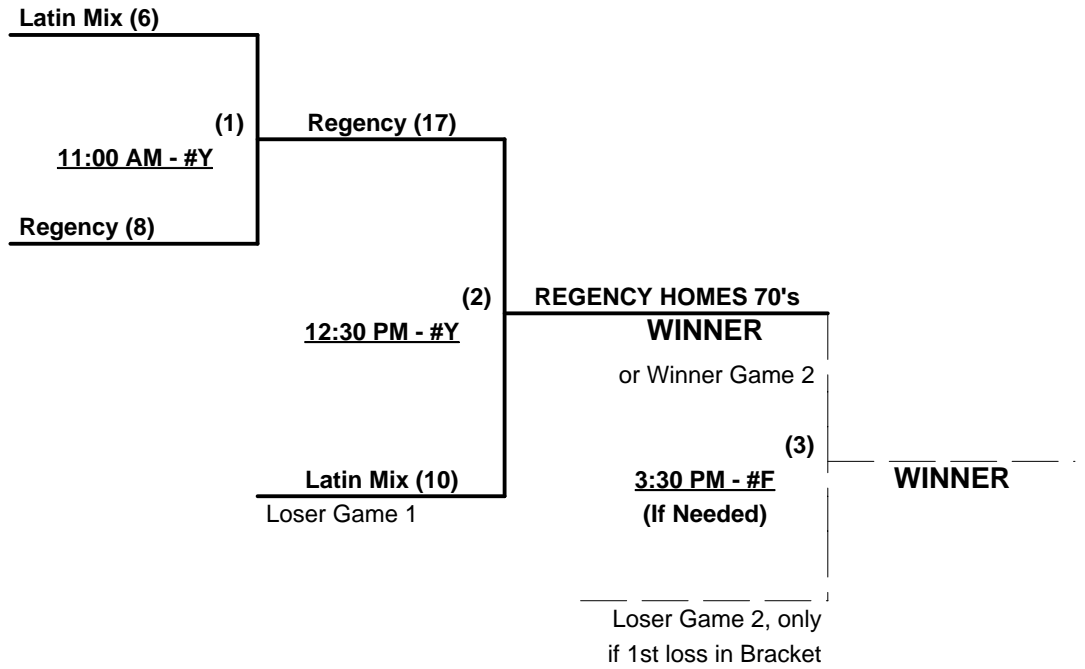 Latin Mix (6)
(1)
11:00 AM - #Y
Regency (8)
Regency (17)
(2)
12:30 PM - #Y
Latin Mix (10)
Loser Game 1
REGENCY HOMES 70's
WINNER
or Winner Game 2
(3)
3:30 PM - #F
(If Needed)
Loser Game 2, only
if 1st loss in Bracket
WINNER